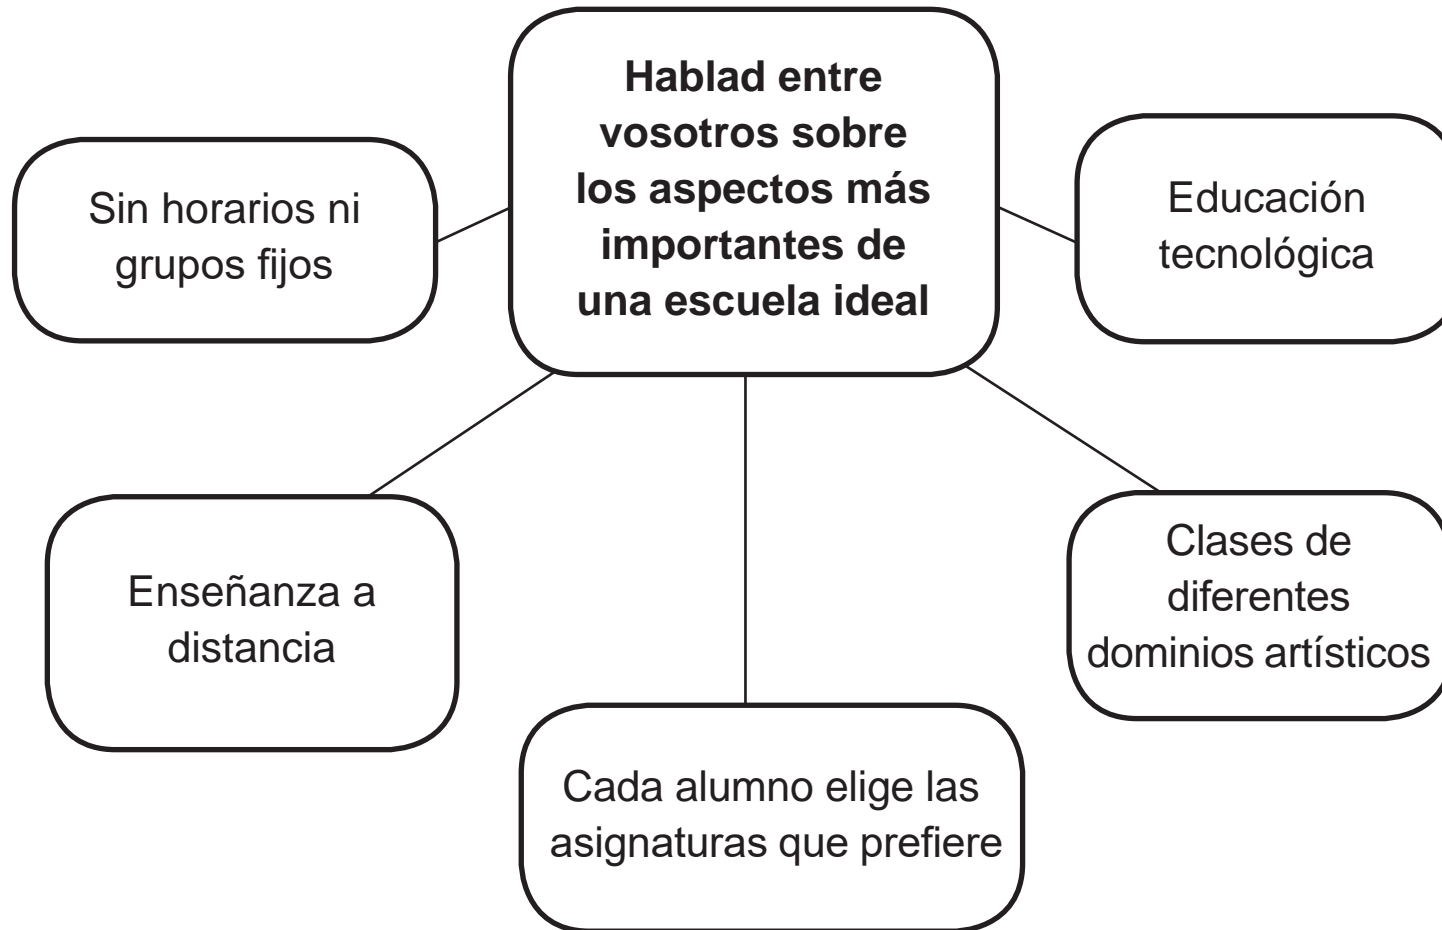 Hablad entre
vosotros sobre
los aspectos más
importantes de
una escuela ideal
Sin horarios ni
grupos fijos
Educación
tecnológica
Enseñanza a
distancia
Clases de
diferentes
dominios artísticos
Cada alumno elige las
asignaturas que prefiere